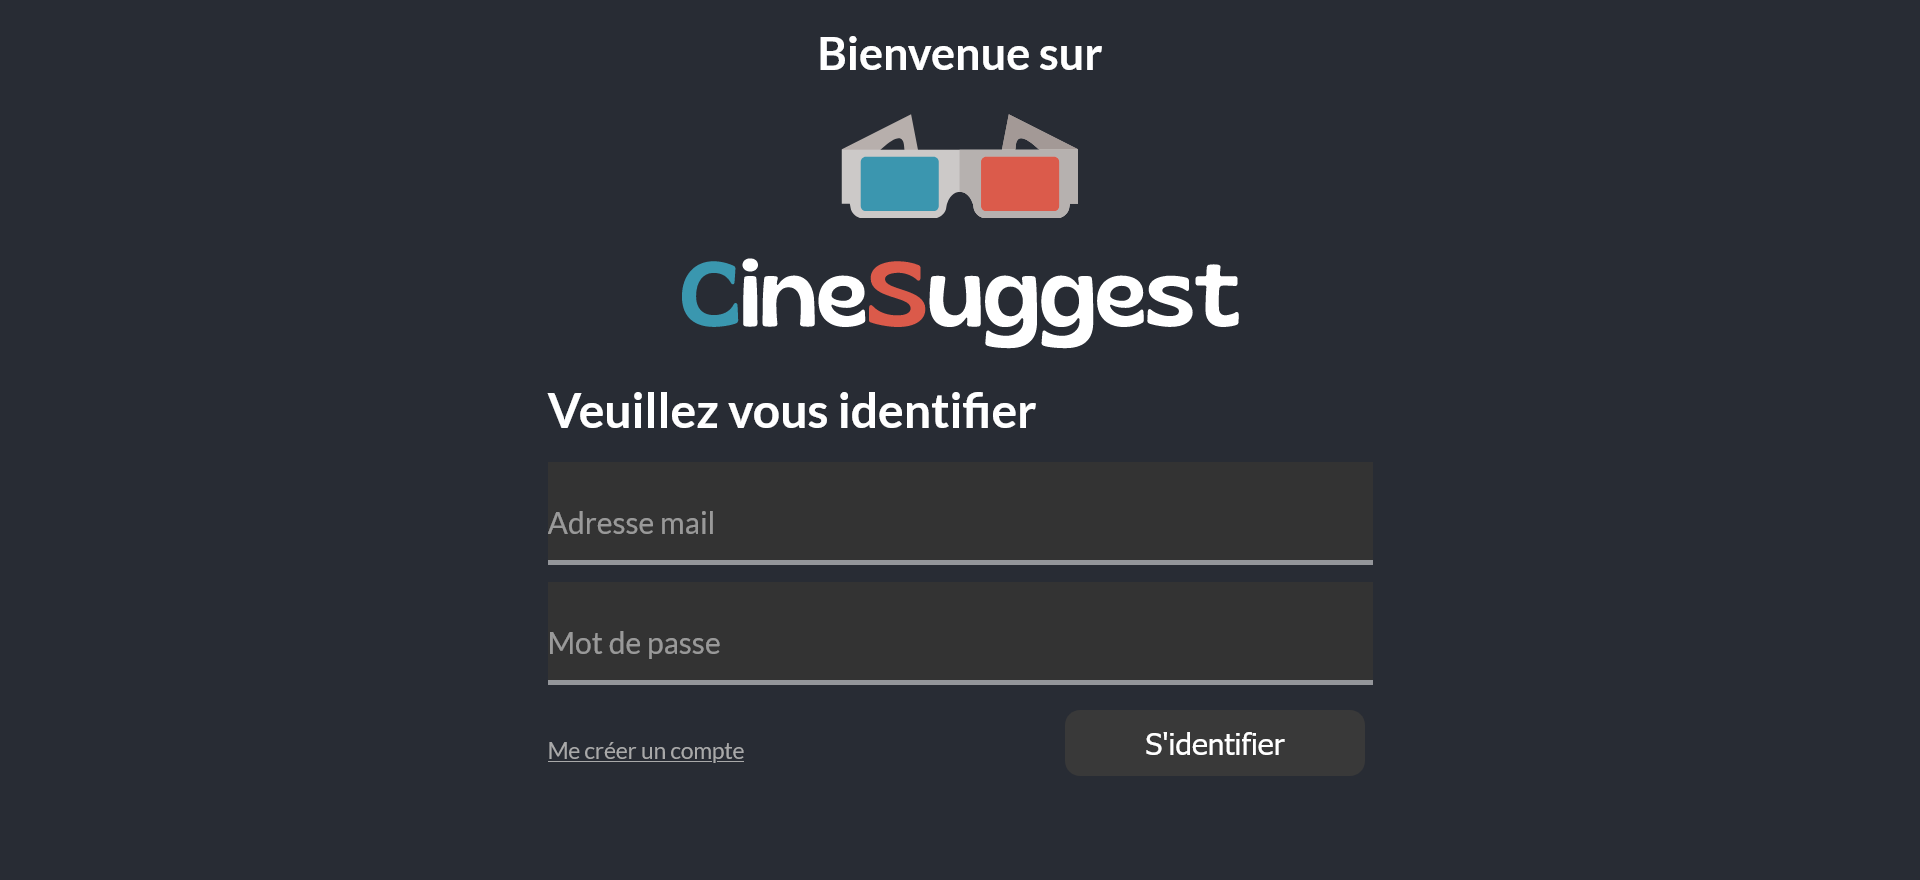 Bienvenue sur
CineSuggest
Veuillez vous identifier
Adresse mail
Mot de passe
Me créer un compte
S'identifier